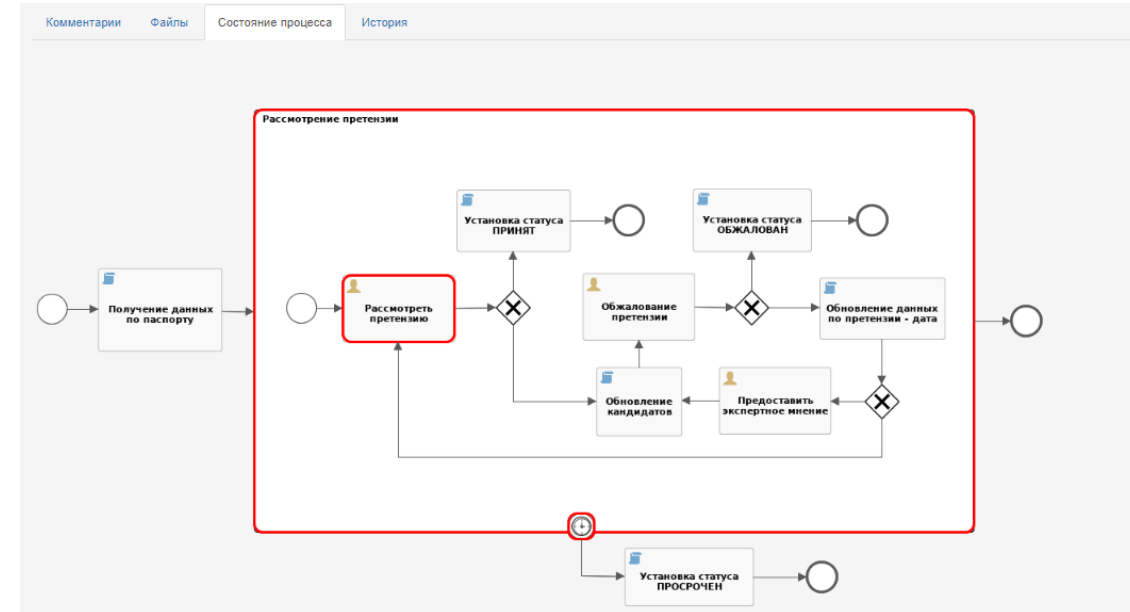 Комментарии
Файлы
Состояние процесса
История
Рассмотрение претензии
Установка статуса
ПРИНЯТ
Установка статуса
ОБЖАЛОВАН
Получение данных
по паспорту
Рассмотреть
претензию
Обжалование
претензии
Обновление данных
по претензии - дата
Обновление
кандидатов
Предоставить
экспертное мнение
Установка статуса
ПРОСРОЧЕН